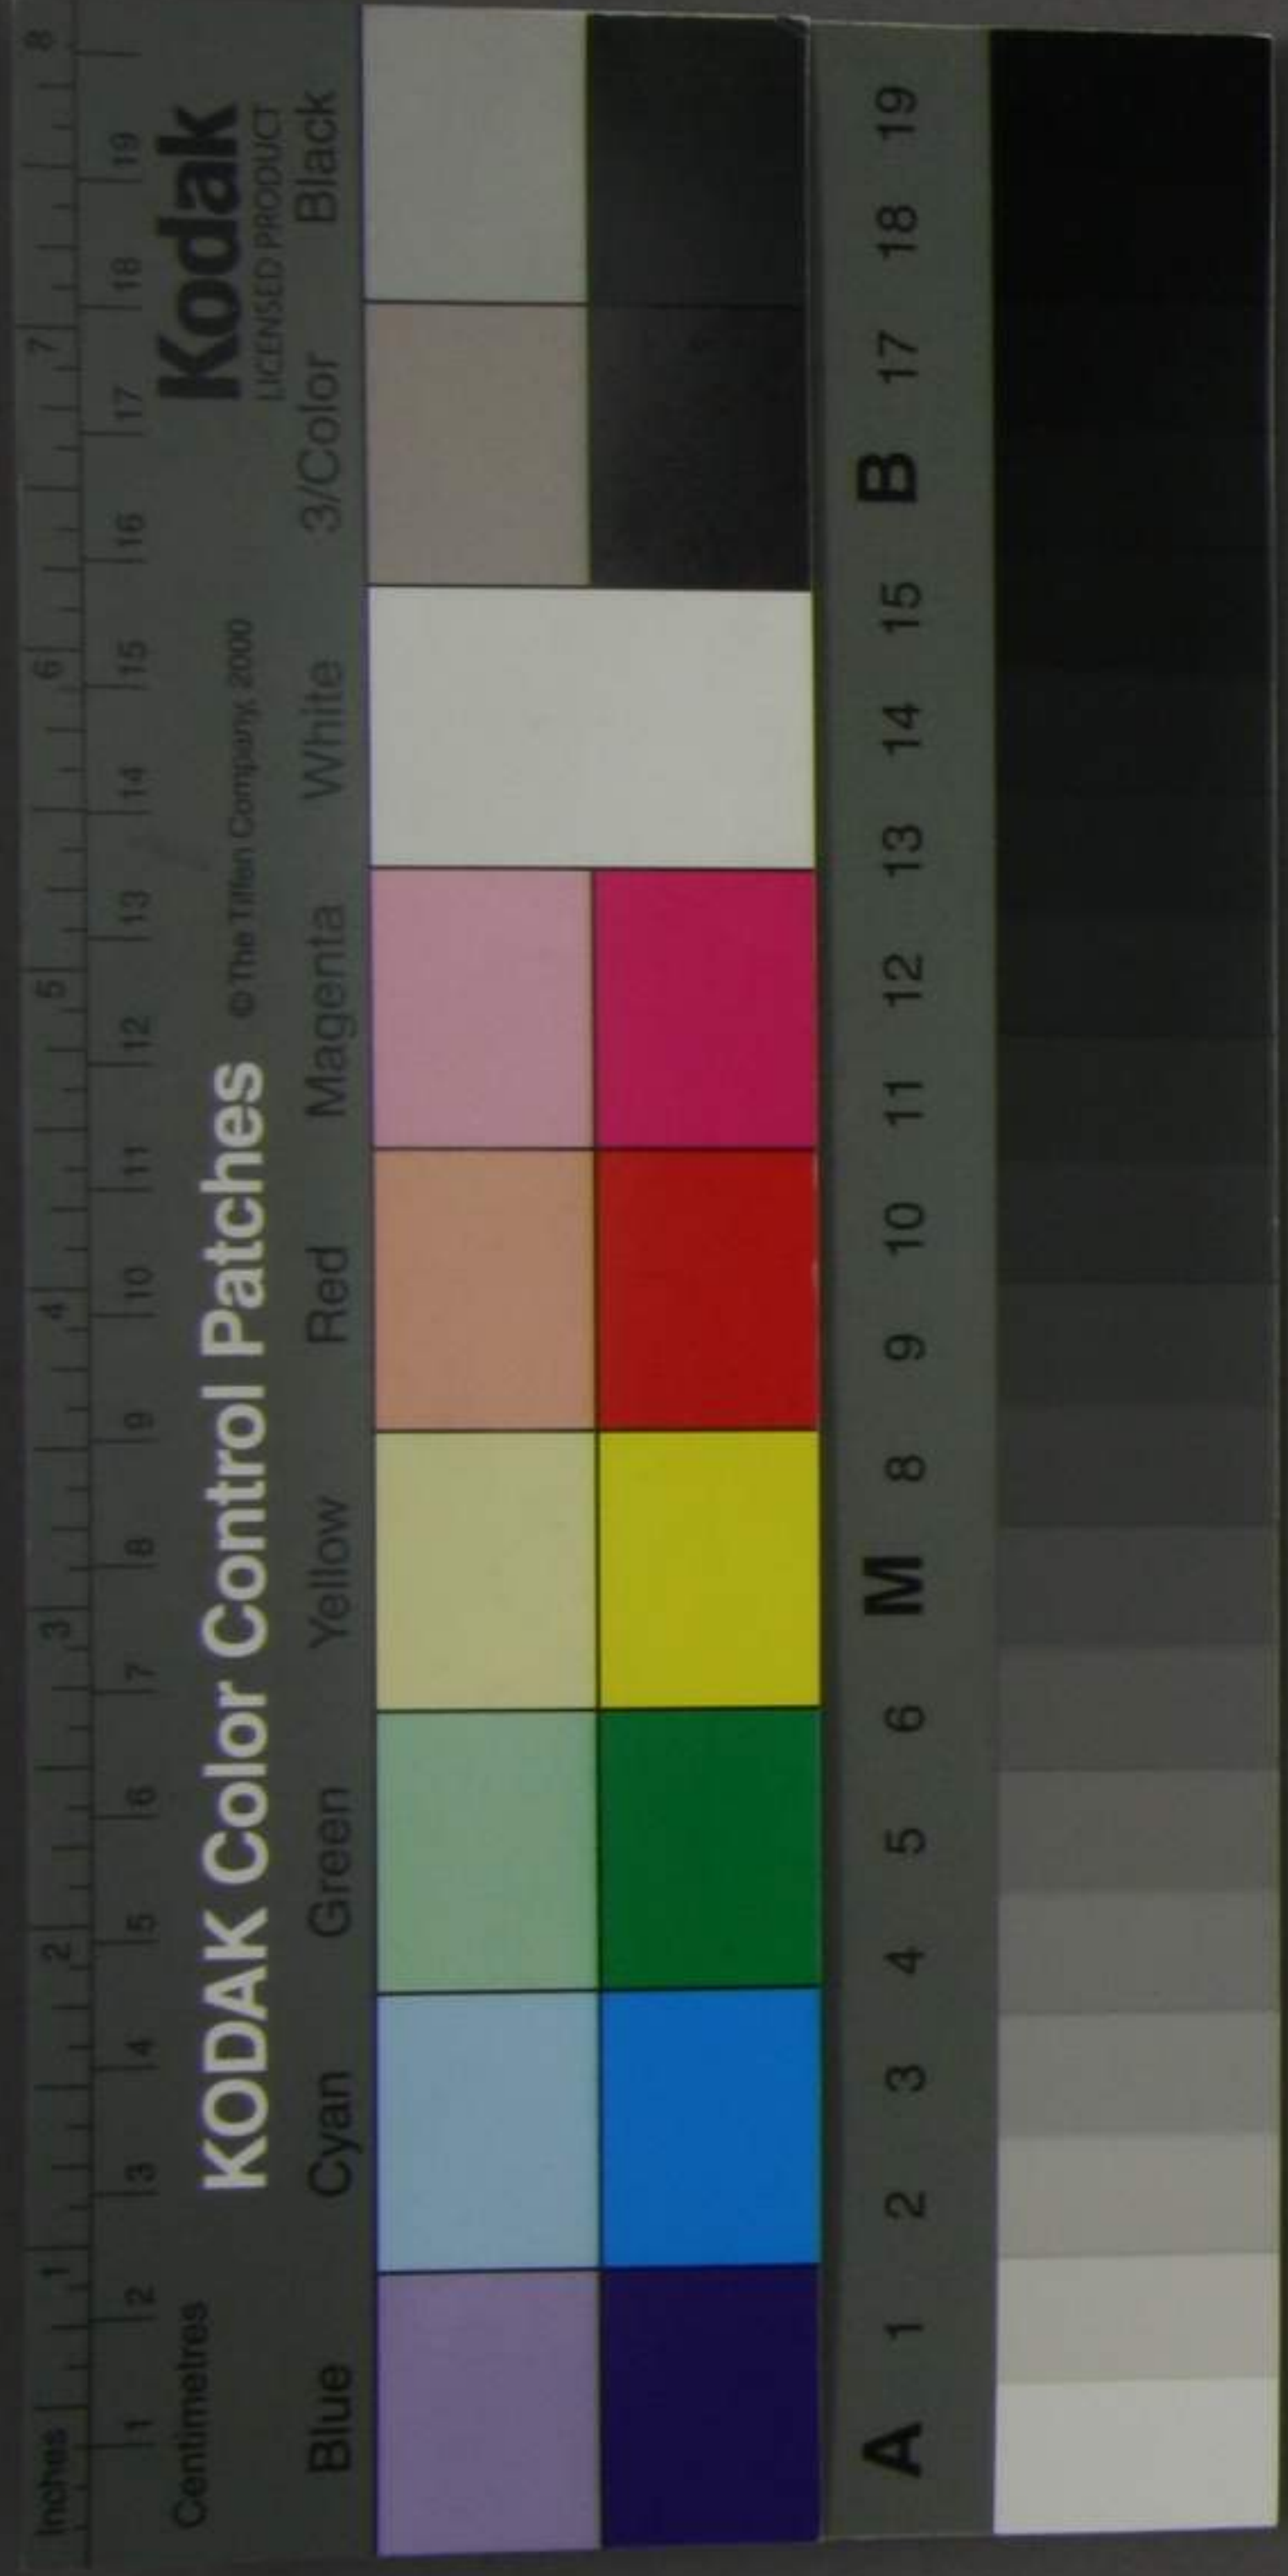 Inches 1 2 3 4 5 6 7 8
1 2 3 4 5 6 7 8 9 10 11 12 13 14 15 16 17 18 19
Centimetres
KODAK Color Control Patches © The Tiffen Company, 2000
Kodak
LICENSED PRODUCT
Blue Cyan Green Yellow Red Magenta White 3/Color Black
A 1 2 3 4 5 6 M 8 9 10 11 12 13 14 15 B 17 18 19